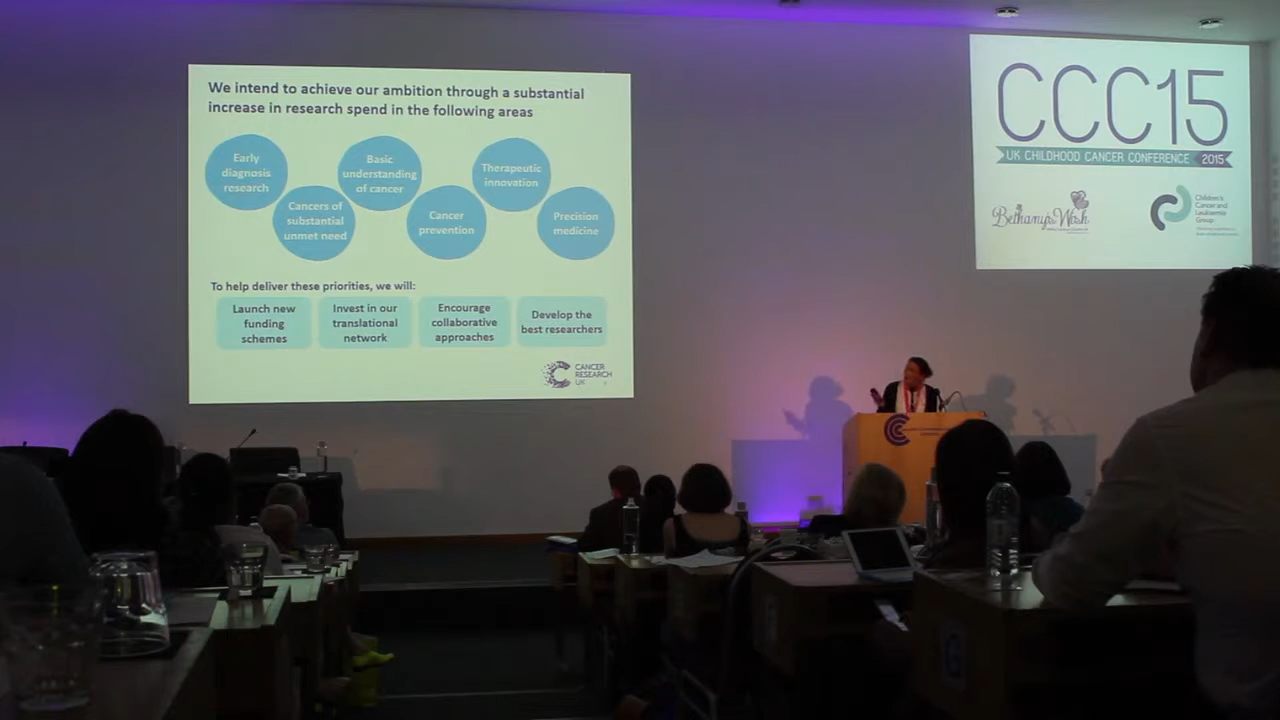 We intend to achieve our ambition through a substantial
increase in research spend in the following areas
Early
diagnosis
research
Cancers of
substantial
unmet need
Basic
understanding
of cancer
Cancer
prevention
Therapeutic
innovation
Precision
medicine
To help deliver these priorities, we will:
Launch new
funding
schemes
Invest in our
translational
network
Encourage
collaborative
approaches
Develop the
best researchers
CANCER
RESEARCH
UK
CCC15
UK CHILDHOOD CANCER CONFERENCE 2015
Bethany's Wish
Children's
Cancer and
Leukaemia
Group